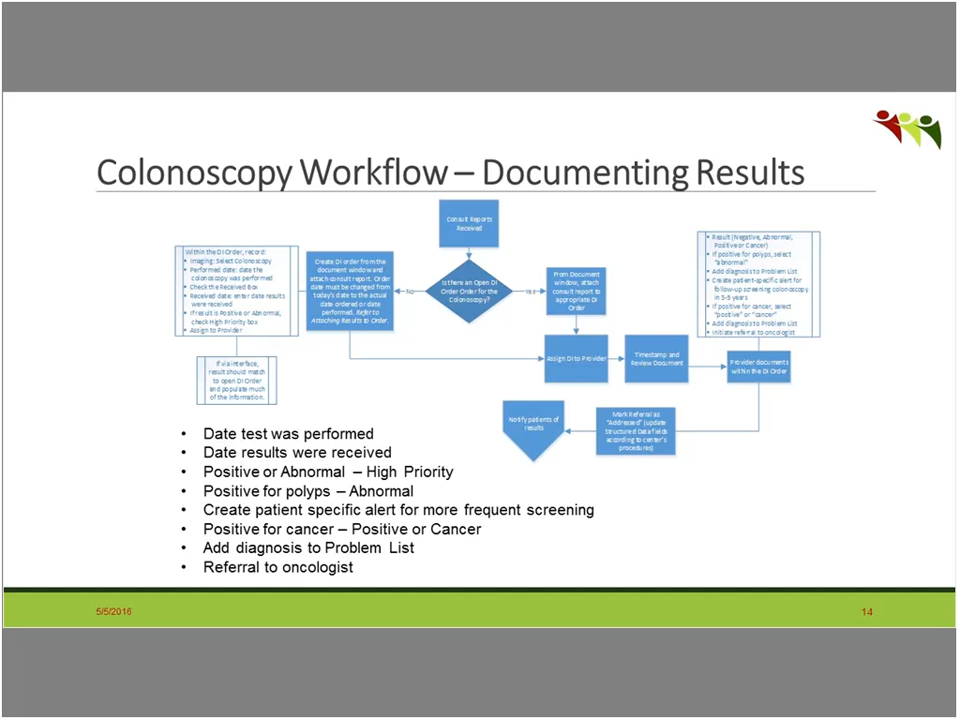 Colonoscopy Workflow – Documenting Results
Consult Reports
Received
Is there an Open DI
Order Order for the
Colonoscopy?
No
Yes
Within the DI Order, record:
• Imaging: Select Colonoscopy
• Performed date: date the
colonoscopy was performed
• Check the Received Box
• Received date: enter date results
were received
• If result is Positive or Abnormal,
check High Priority box
• Assign to Provider
Create DI order from the
document window and
attach consult report. Order
date must be changed from
today's date to the actual
date ordered or date
performed. Refer to
Attaching Results to Order.
If via interface,
result should match
to open DI Order
and populate much
of the information.
From Document
window, attach
consult report to
appropriate DI
Order
Assign DI to Provider
Timestamp and
Review Document
• Result (Negative, Abnormal,
Positive or Cancer)
• If positive for polyps, select
"abnormal"
• Add diagnosis to Problem List
• Create patient-specific alert for
follow-up screening colonoscopy
in 3-5 years
• If positive for cancer, select
"positive" or "cancer"
• Add diagnosis to Problem List
• Initiate referral to oncologist
Provider documents
within the DI Order
Mark Referral as
"Addressed" (update
Structured Data fields
according to center's
procedures)
Notify patients of
results
• Date test was performed
• Date results were received
• Positive or Abnormal – High Priority
• Positive for polyps – Abnormal
• Create patient specific alert for more frequent screening
• Positive for cancer – Positive or Cancer
• Add diagnosis to Problem List
• Referral to oncologist
5/5/2016
14